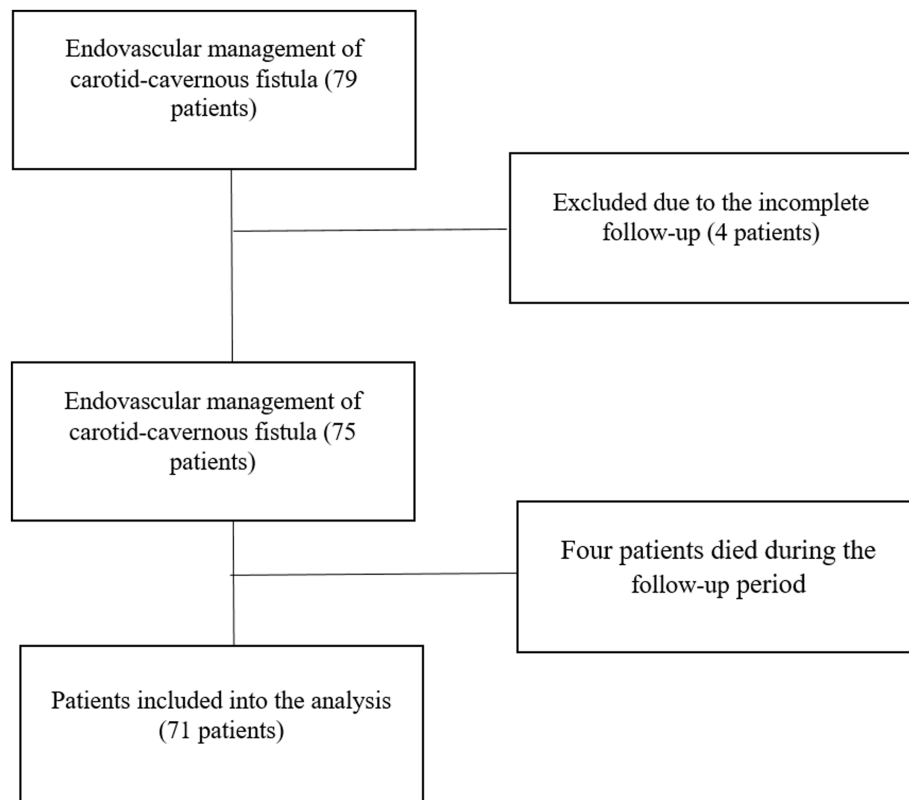 Endovascular management of
carotid-cavernous fistula (79
patients)
Excluded due to the incomplete
follow-up (4 patients)
Endovascular management of
carotid-cavernous fistula (75
patients)
Four patients died during the
follow-up period
Patients included into the analysis
(71 patients)